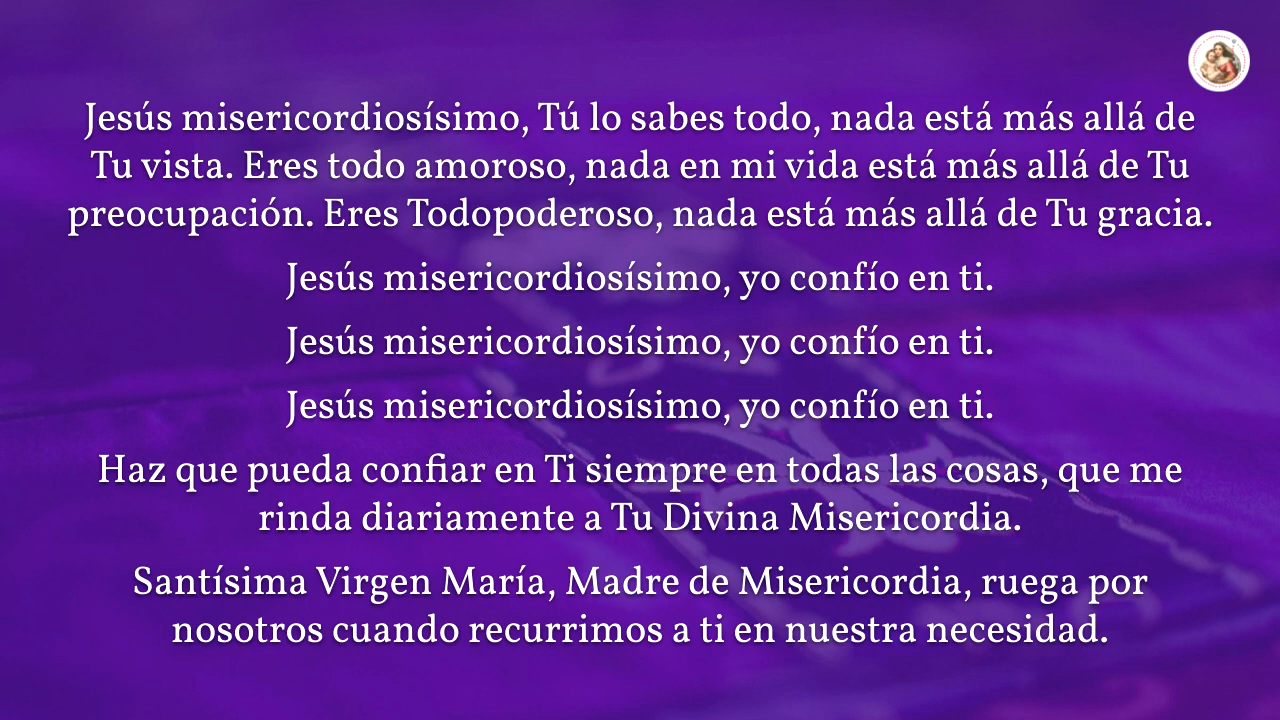 Jesús misericordiosísimo, Tú lo sabes todo, nada está más allá de
Tu vista. Eres todo amoroso, nada en mi vida está más allá de Tu
preocupación. Eres Todopoderoso, nada está más allá de Tu gracia.
Jesús misericordiosísimo, yo confío en ti.
Jesús misericordiosísimo, yo confío en ti.
Jesús misericordiosísimo, yo confío en ti.
Haz que pueda confiar en Ti siempre en todas las cosas, que me
rinda diariamente a Tu Divina Misericordia.
Santísima Virgen María, Madre de Misericordia, ruega por
nosotros cuando recurrimos a ti en nuestra necesidad.